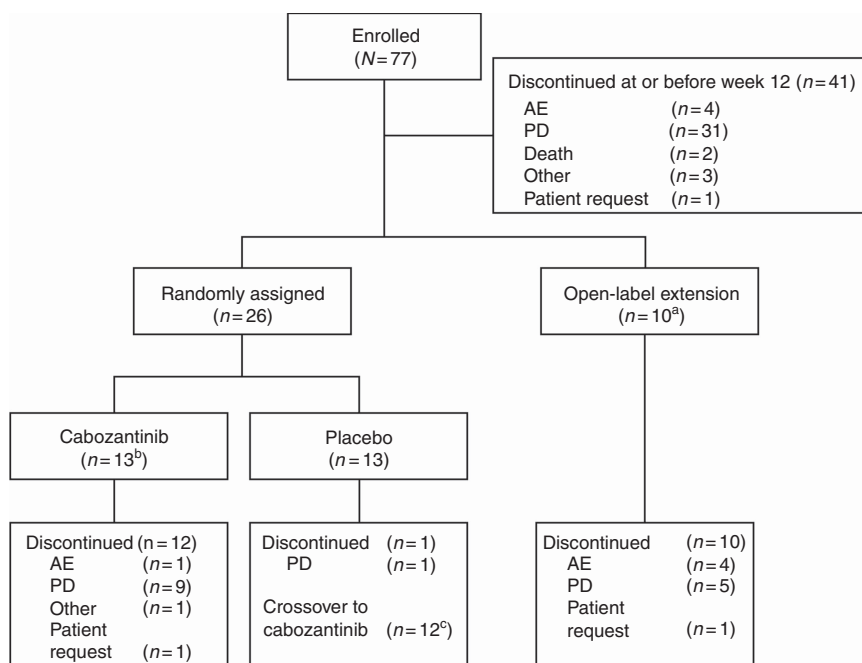 Enrolled
(N=77)
Discontinued at or before week 12 (n=41)
AE (n=4)
PD (n=31)
Death (n=2)
Other (n=3)
Patient request (n=1)
Randomly assigned
(n=26)
Open-label extension
(n=10a)
Cabozantinib
(n=13b)
Placebo
(n=13)
Discontinued (n=12)
AE (n=1)
PD (n=9)
Other (n=1)
Patient
request (n=1)
Discontinued (n=1)
PD (n=1)
Crossover to
cabozantinib (n=12c)
Discontinued (n=10)
AE (n=4)
PD (n=5)
Patient
request (n=1)